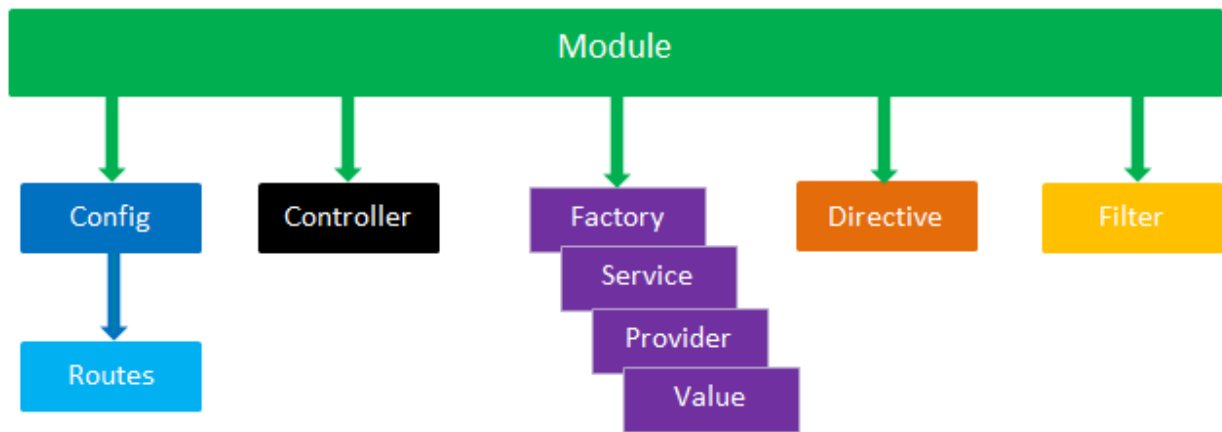 Module
Config
Controller
Factory
Directive
Filter
Service
Provider
Routes
Value